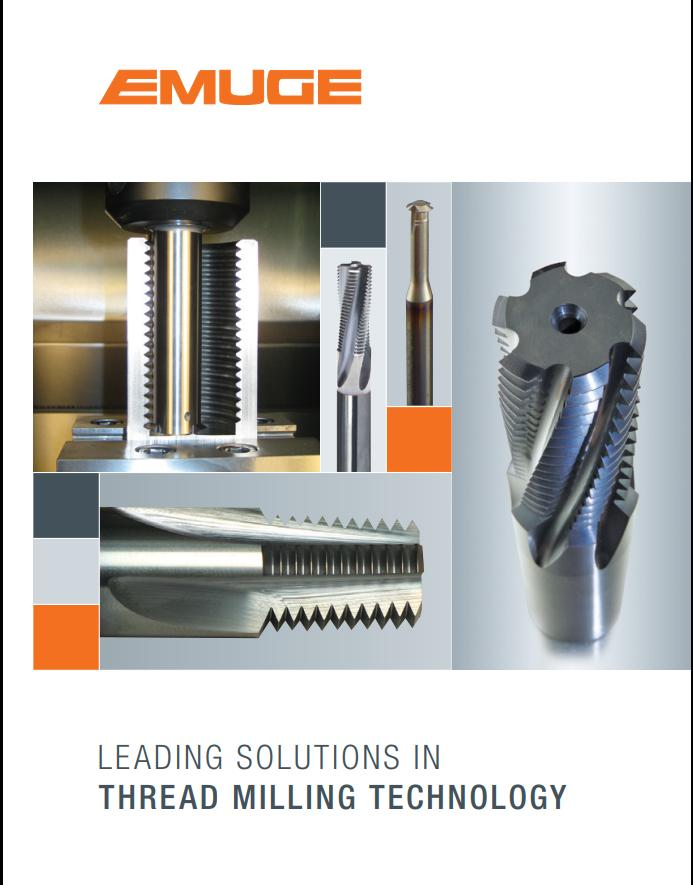 EMUGE
LEADING SOLUTIONS IN
THREAD MILLING TECHNOLOGY